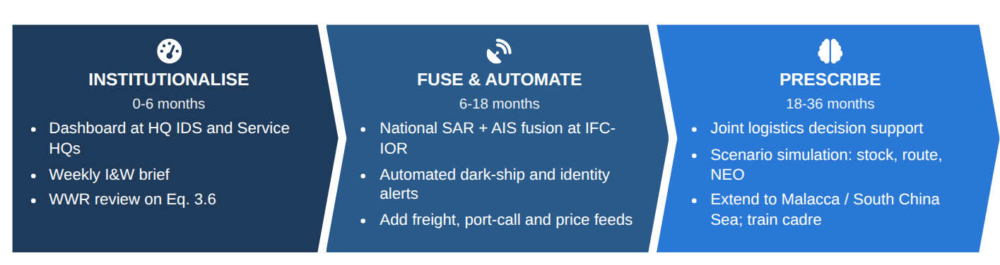 INSTITUTIONALISE
0-6 months
• Dashboard at HQ IDS and Service
HQs
• Weekly I&W brief
• WWR review on Eq. 3.6
FUSE & AUTOMATE
6-18 months
• National SAR + AIS fusion at IFC-
IOR
• Automated dark-ship and identity
alerts
• Add freight, port-call and price feeds
PRESCRIBE
18-36 months
• Joint logistics decision support
• Scenario simulation: stock, route,
NEO
• Extend to Malacca / South China
Sea; train cadre